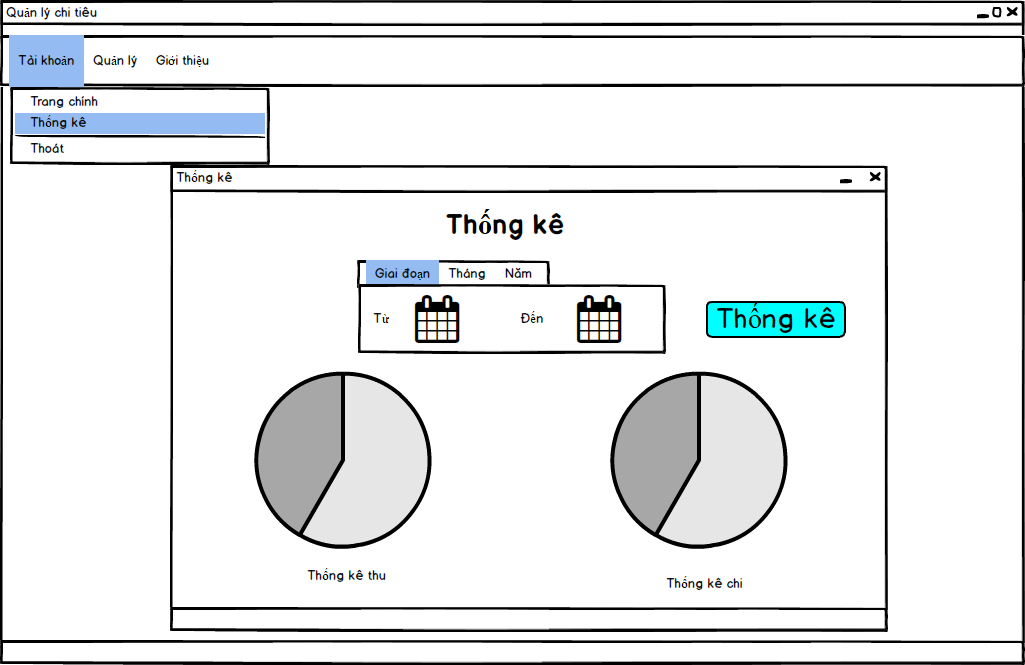 Quản lý chi tiêu
Tài khoản Quản lý Giới thiệu
Trang chính
Thống kê
Thoát
Thống kê
Thống kê
Giai đoạn Tháng Năm
Từ Đến
Thống kê
Thống kê thu
Thống kê chi